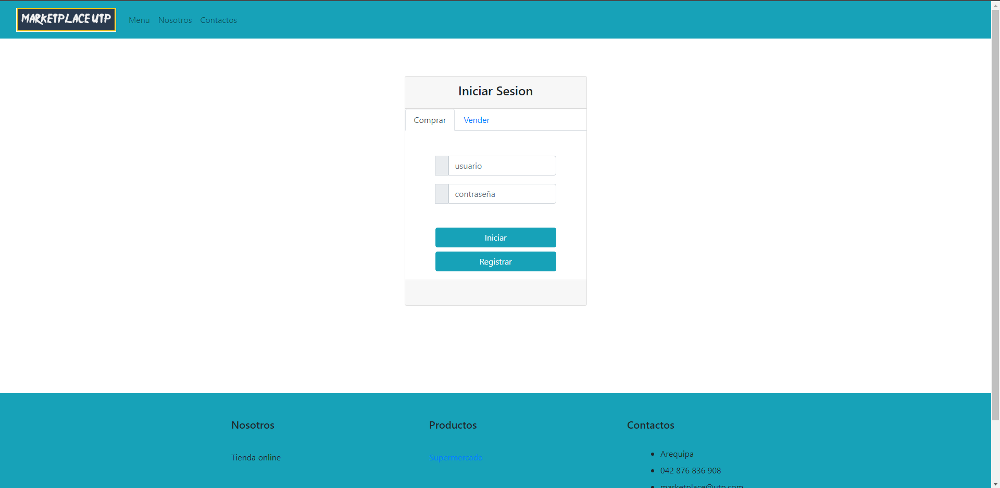 MARKETPLACE UTP
Menu Nosotros Contactos
Iniciar Sesion
Comprar Vender
usuario
contraseña
Iniciar
Registrar
Nosotros
Tienda online
Productos
Supermercado
Contactos
Arequipa
042 876 836 908
marketplace@utp.com